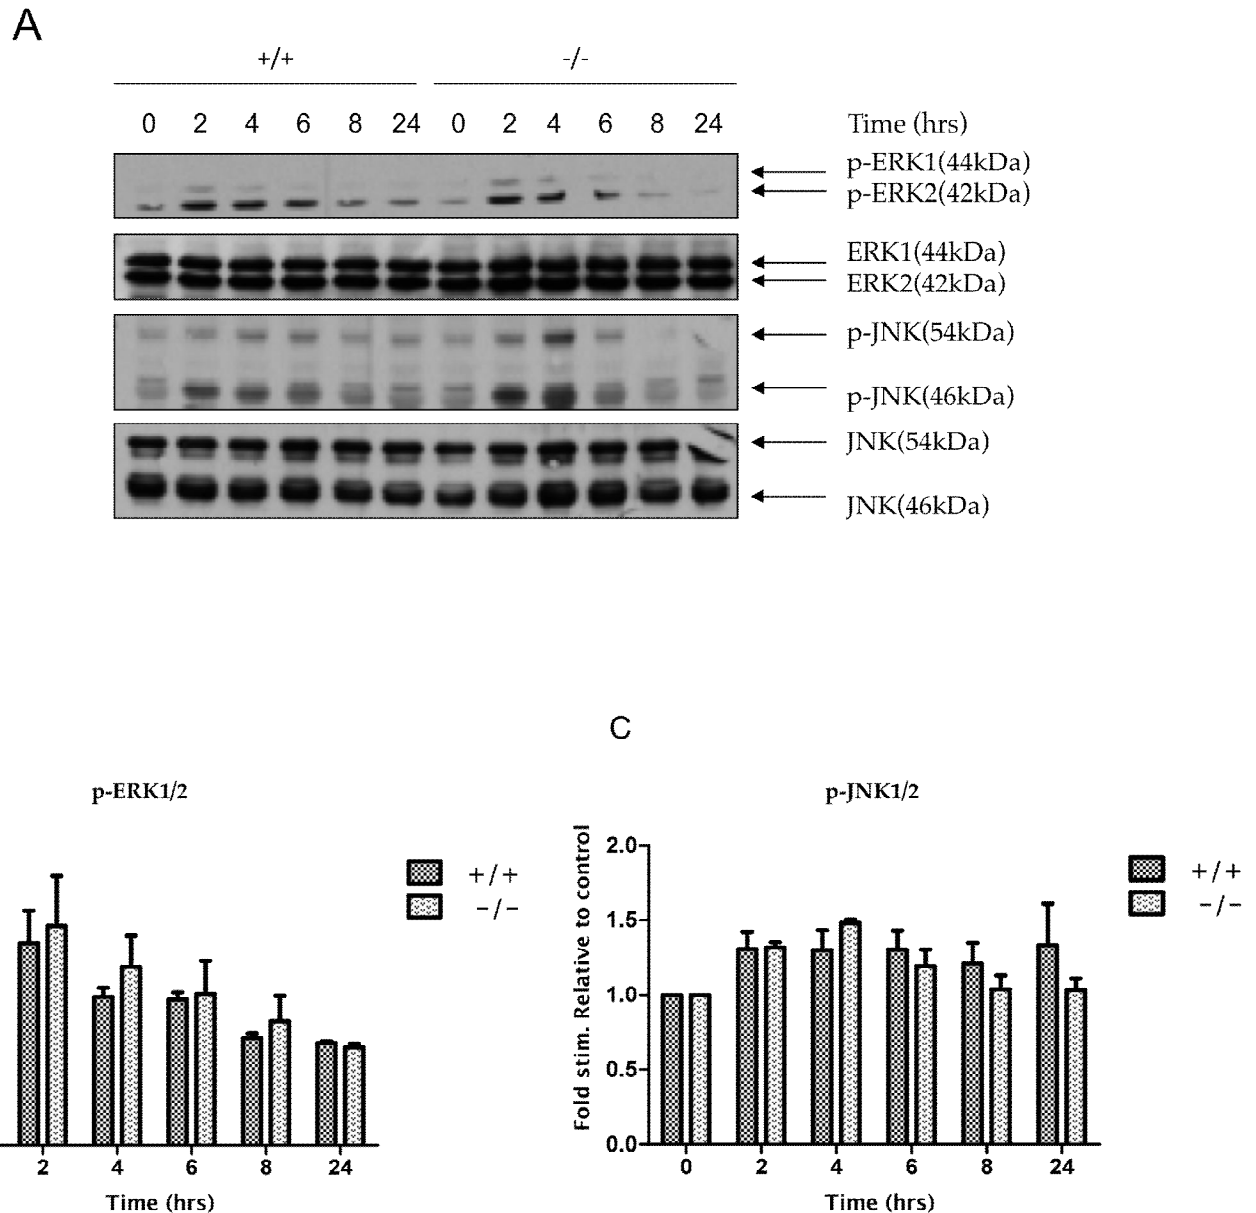 A
+/+ -/-
0 2 4 6 8 24 0 2 4 6 8 24 Time (hrs)
p-ERK1(44kDa)
p-ERK2(42kDa)
ERK1(44kDa)
ERK2(42kDa)
p-JNK(54kDa)
p-JNK(46kDa)
JNK(54kDa)
JNK(46kDa)
p-ERK1/2
+/+
-/-
2 4 6 8 24
Time (hrs)
C
p-JNK1/2
Fold stim. Relative to control
2.0
1.5
1.0
0.5
0.0
+/+
-/-
0 2 4 6 8 24
Time (hrs)